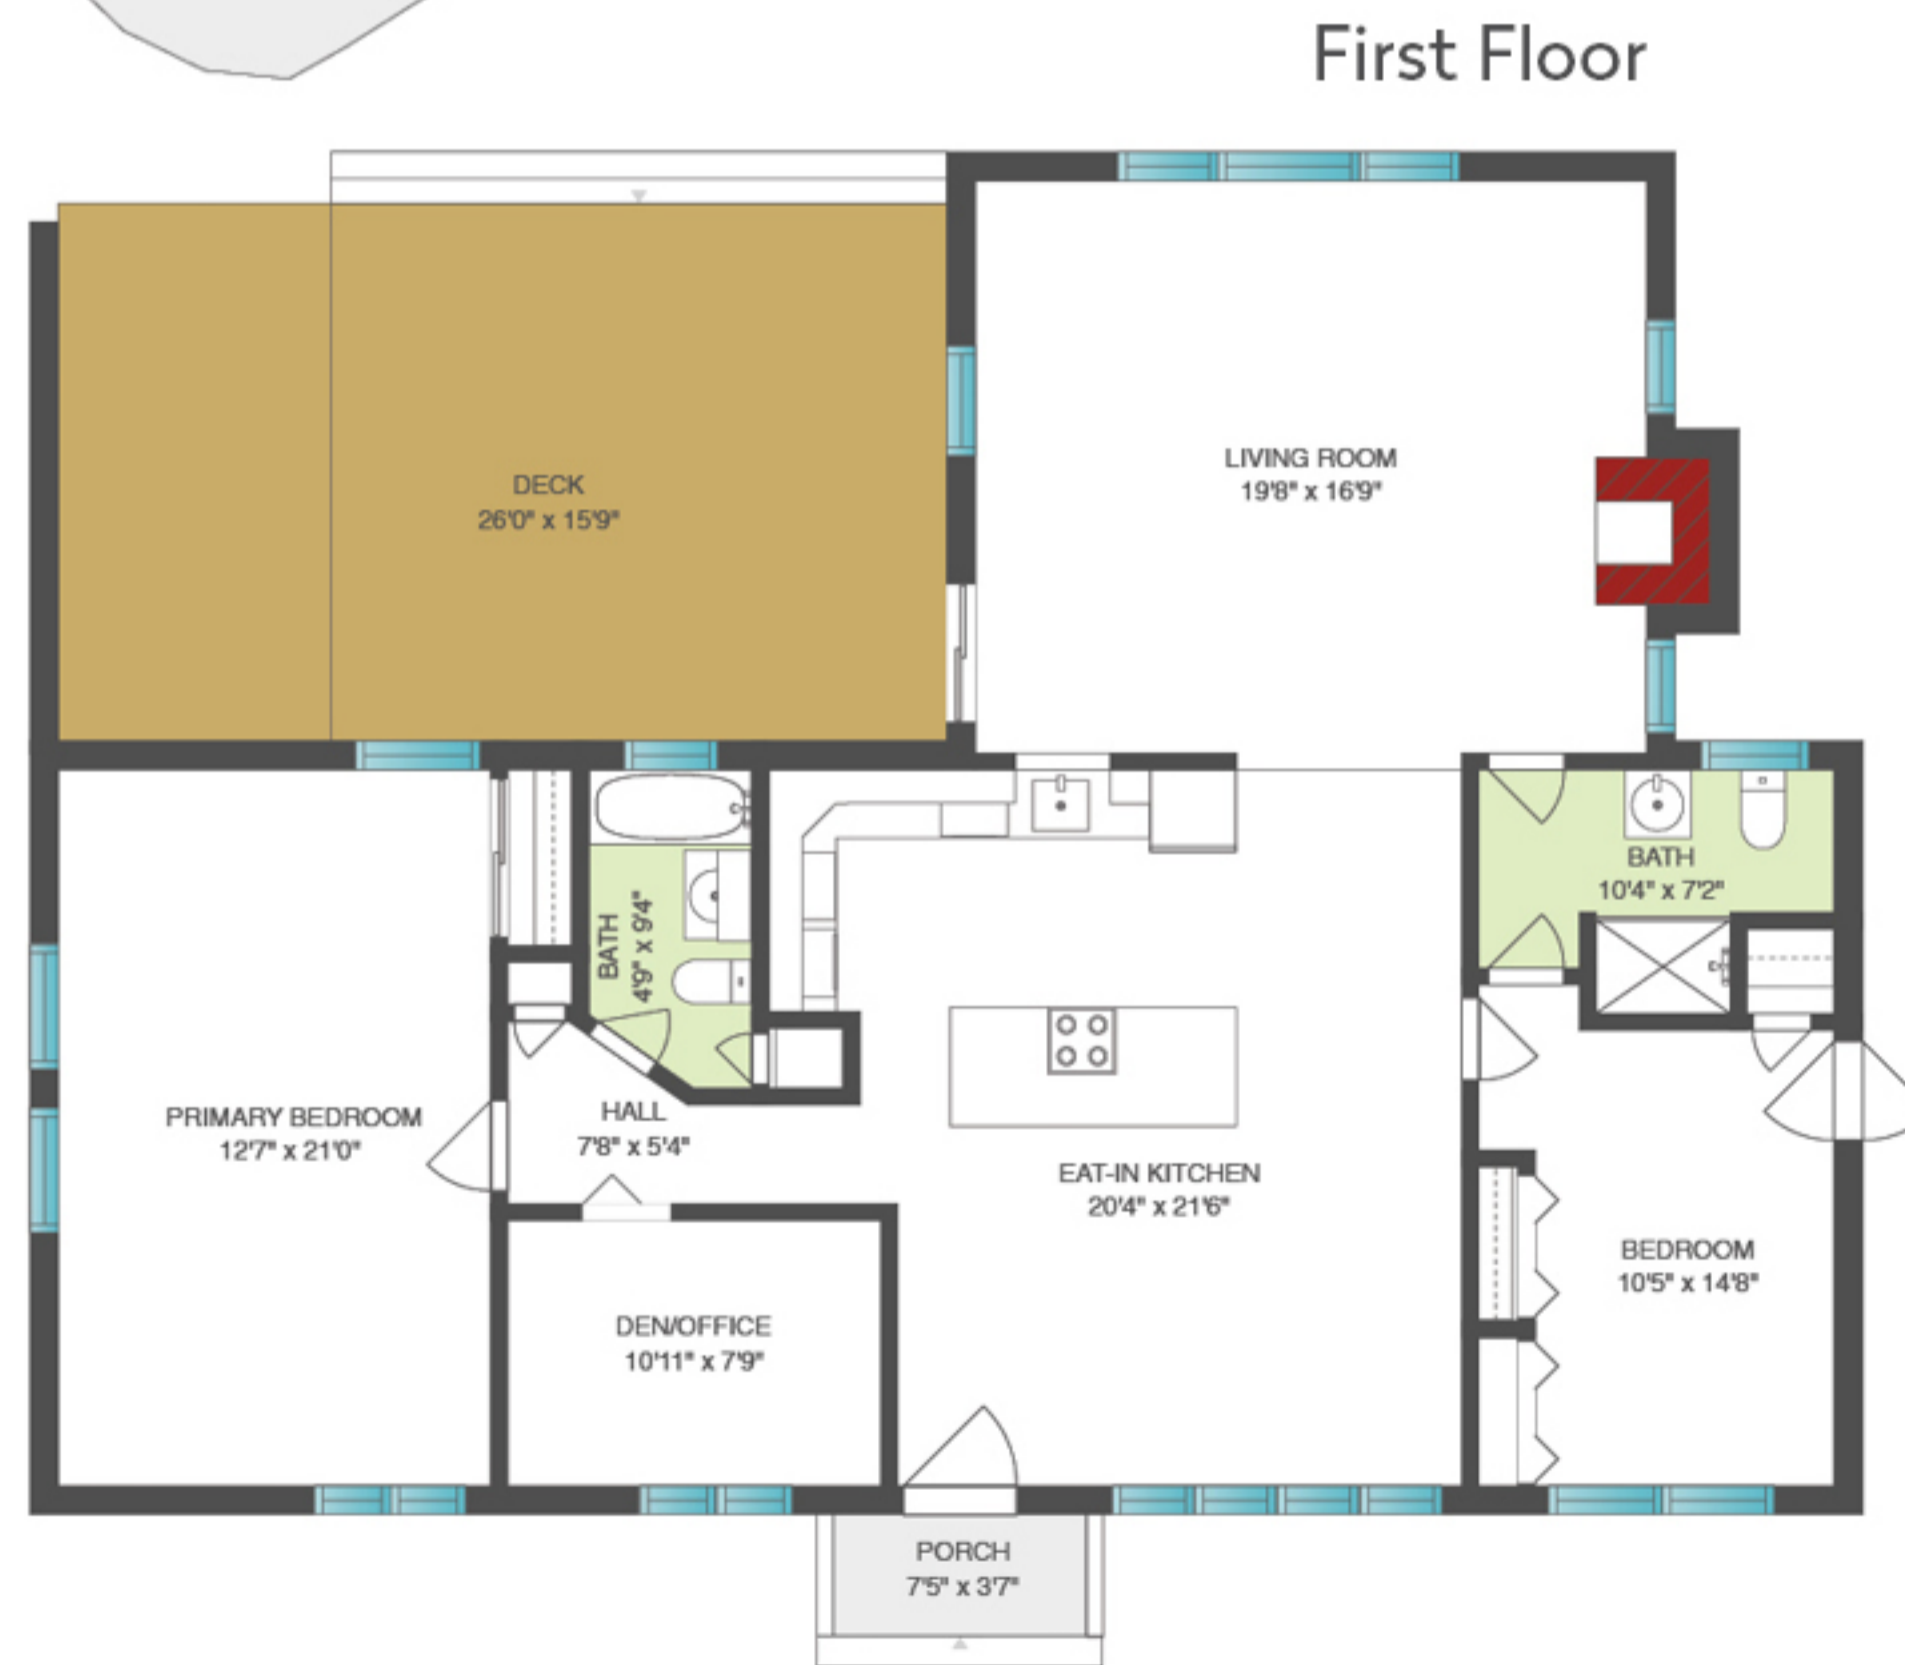 First Floor
DECK
26'0" x 15'9"
LIVING ROOM
19'8" x 16'9"
BATH
10'4" x 7'2"
BATH
4'9" x 9'4"
PRIMARY BEDROOM
12'7" x 21'0"
HALL
7'8" x 5'4"
EAT-IN KITCHEN
20'4" x 21'6"
BEDROOM
10'5" x 14'8"
DEN/OFFICE
10'11" x 7'9"
PORCH
7'5" x 3'7"